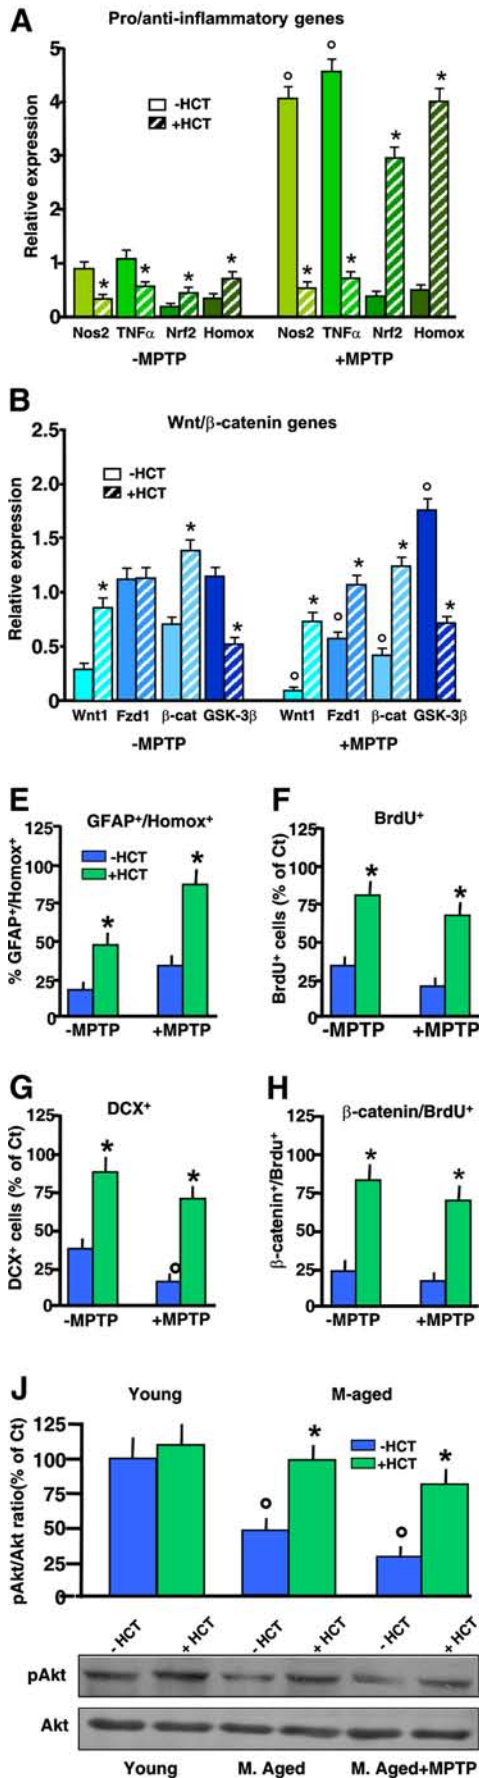 A
Pro/anti-inflammatory genes
Relative expression
5
4
3
2
1
0
-HCT
+HCT
Nos2 TNFα Nrf2 Homox Nos2 TNFα Nrf2 Homox
-MPTP +MPTP
B
Wnt/β-catenin genes
Relative expression
2.5
2.0
1.5
1.0
0.5
0
-HCT
+HCT
Wnt1 Fzd1 β-cat GSK-3β Wnt1 Fzd1 β-cat GSK-3β
-MPTP +MPTP
E
GFAP⁺/Homox⁺
% GFAP⁺/Homox⁺
125
100
75
50
25
0
-HCT
+HCT
-MPTP +MPTP
F
BrdU⁺
BrdU⁺ cells (% of Ct)
125
100
75
50
25
0
-MPTP +MPTP
G
DCX⁺
DCX⁺ cells (% of Ct)
125
100
75
50
25
0
-MPTP +MPTP
H
β-catenin/BrdU⁺
β-catenin⁺/Brdu⁺
125
100
75
50
25
0
-MPTP +MPTP
J
Young M-aged
pAkt/Akt ratio(% of Ct)
125
100
75
50
25
0
-HCT
+HCT
- HCT + HCT - HCT + HCT - HCT + HCT
pAkt
Akt
Young M. Aged M. Aged+MPTP